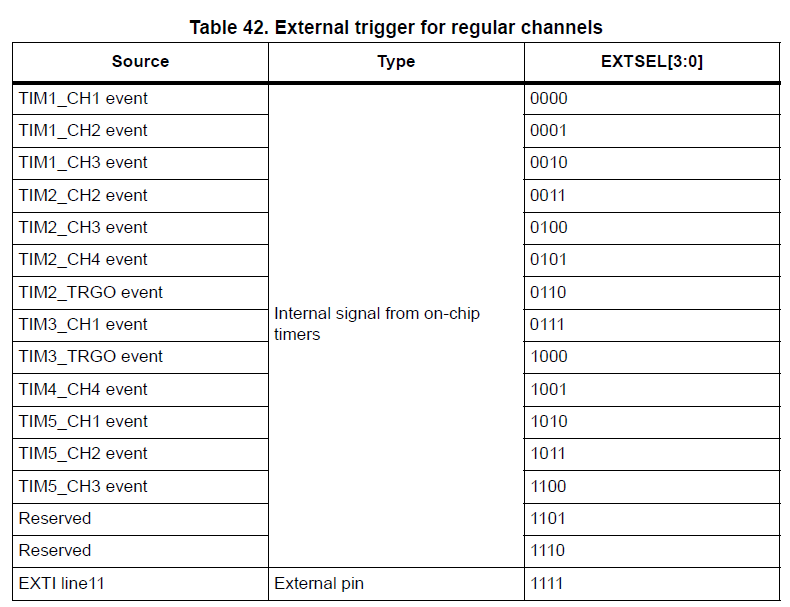 Table 42. External trigger for regular channels
Source Type EXTSEL[3:0]
TIM1_CH1 event 0000
TIM1_CH2 event 0001
TIM1_CH3 event 0010
TIM2_CH2 event 0011
TIM2_CH3 event 0100
TIM2_CH4 event 0101
TIM2_TRGO event 0110
Internal signal from on-chip
timers
TIM3_CH1 event 0111
TIM3_TRGO event 1000
TIM4_CH4 event 1001
TIM5_CH1 event 1010
TIM5_CH2 event 1011
TIM5_CH3 event 1100
Reserved 1101
Reserved 1110
EXTI line11 External pin 1111